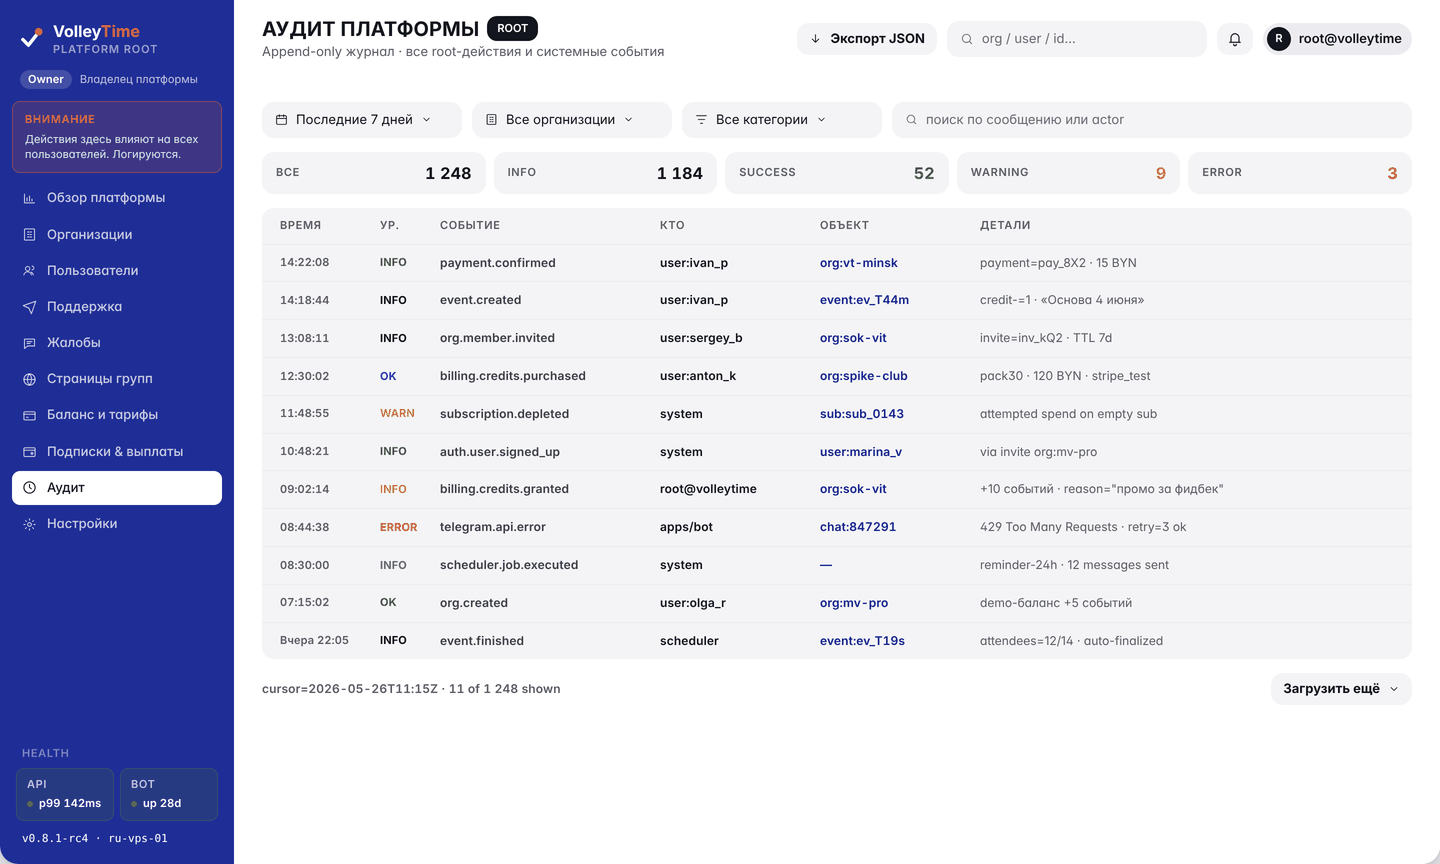 VolleyTime
PLATFORM ROOT
Owner Владелец платформы
ВНИМАНИЕ
Действия здесь влияют на всех
пользователей. Логируются.
Обзор платформы
Организации
Пользователи
Поддержка
Жалобы
Страницы групп
Баланс и тарифы
Подписки & выплаты
Аудит
Настройки
HEALTH
API
p99 142ms
BOT
up 28d
v0.8.1-rc4 · ru-vps-01
АУДИТ ПЛАТФОРМЫ ROOT
Append-only журнал · все root-действия и системные события
Экспорт JSON
org / user / id...
R root@volleytime
Последние 7 дней
Все организации
Все категории
поиск по сообщению или actor
ВСЕ 1 248
INFO 1 184
SUCCESS 52
WARNING 9
ERROR 3
ВРЕМЯ УР. СОБЫТИЕ КТО ОБЪЕКТ ДЕТАЛИ
14:22:08 INFO payment.confirmed user:ivan_p org:vt-minsk payment=pay_8X2 · 15 BYN
14:18:44 INFO event.created user:ivan_p event:ev_T44m credit-=1 · «Основа 4 июня»
13:08:11 INFO org.member.invited user:sergey_b org:sok-vit invite=inv_kQ2 · TTL 7d
12:30:02 OK billing.credits.purchased user:anton_k org:spike-club pack30 · 120 BYN · stripe_test
11:48:55 WARN subscription.depleted system sub:sub_0143 attempted spend on empty sub
10:48:21 INFO auth.user.signed_up system user:marina_v via invite org:mv-pro
09:02:14 INFO billing.credits.granted root@volleytime org:sok-vit +10 событий · reason="промо за фидбек"
08:44:38 ERROR telegram.api.error apps/bot chat:847291 429 Too Many Requests · retry=3 ok
08:30:00 INFO scheduler.job.executed system — reminder-24h · 12 messages sent
07:15:02 OK org.created user:olga_r org:mv-pro demo-баланс +5 событий
Вчера 22:05 INFO event.finished scheduler event:ev_T19s attendees=12/14 · auto-finalized
cursor=2026-05-26T11:15Z · 11 of 1 248 shown
Загрузить ещё